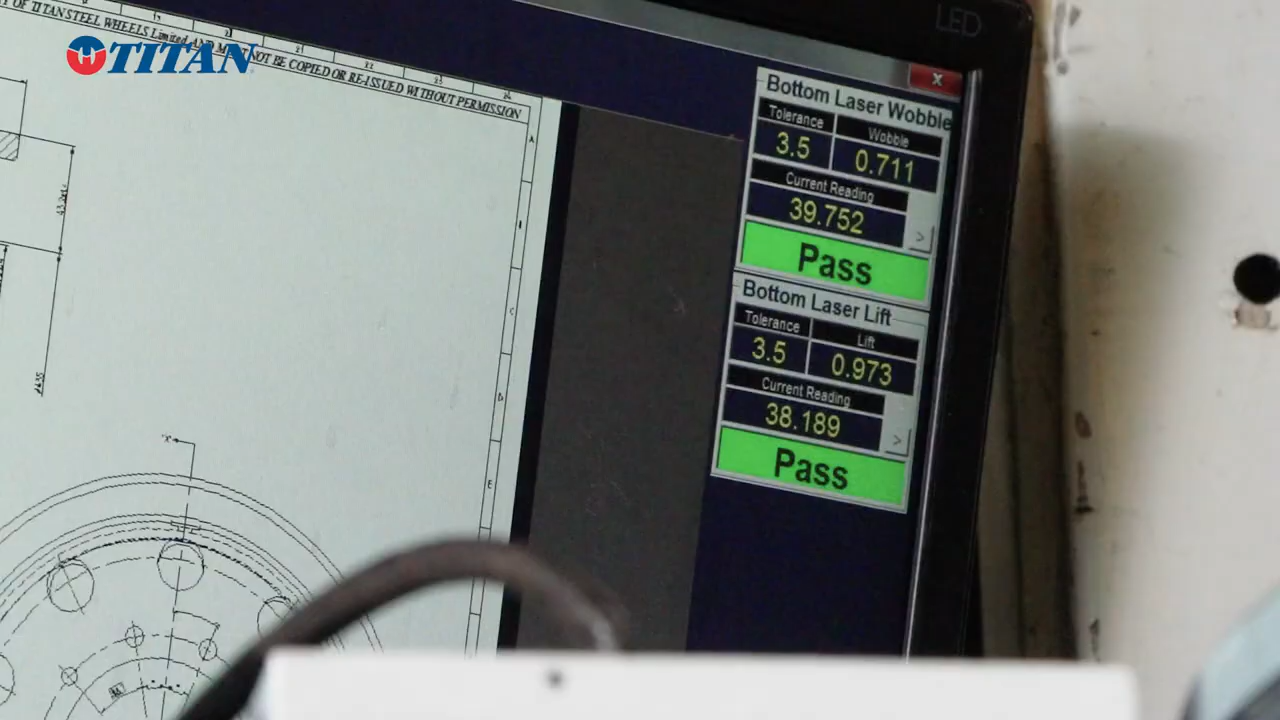 TITAN
OF TITAN STEEL WHEELS Limited AND MUST NOT BE COPIED OR RE-ISSUED WITHOUT PERMISSION
LED
Bottom Laser Wobble
Tolerance Wobble
3.5 0.711
Current Reading
39.752
>
Pass
Bottom Laser Lift
Tolerance Lift
3.5 0.973
Current Reading
38.189
>
Pass
A
C
D
E